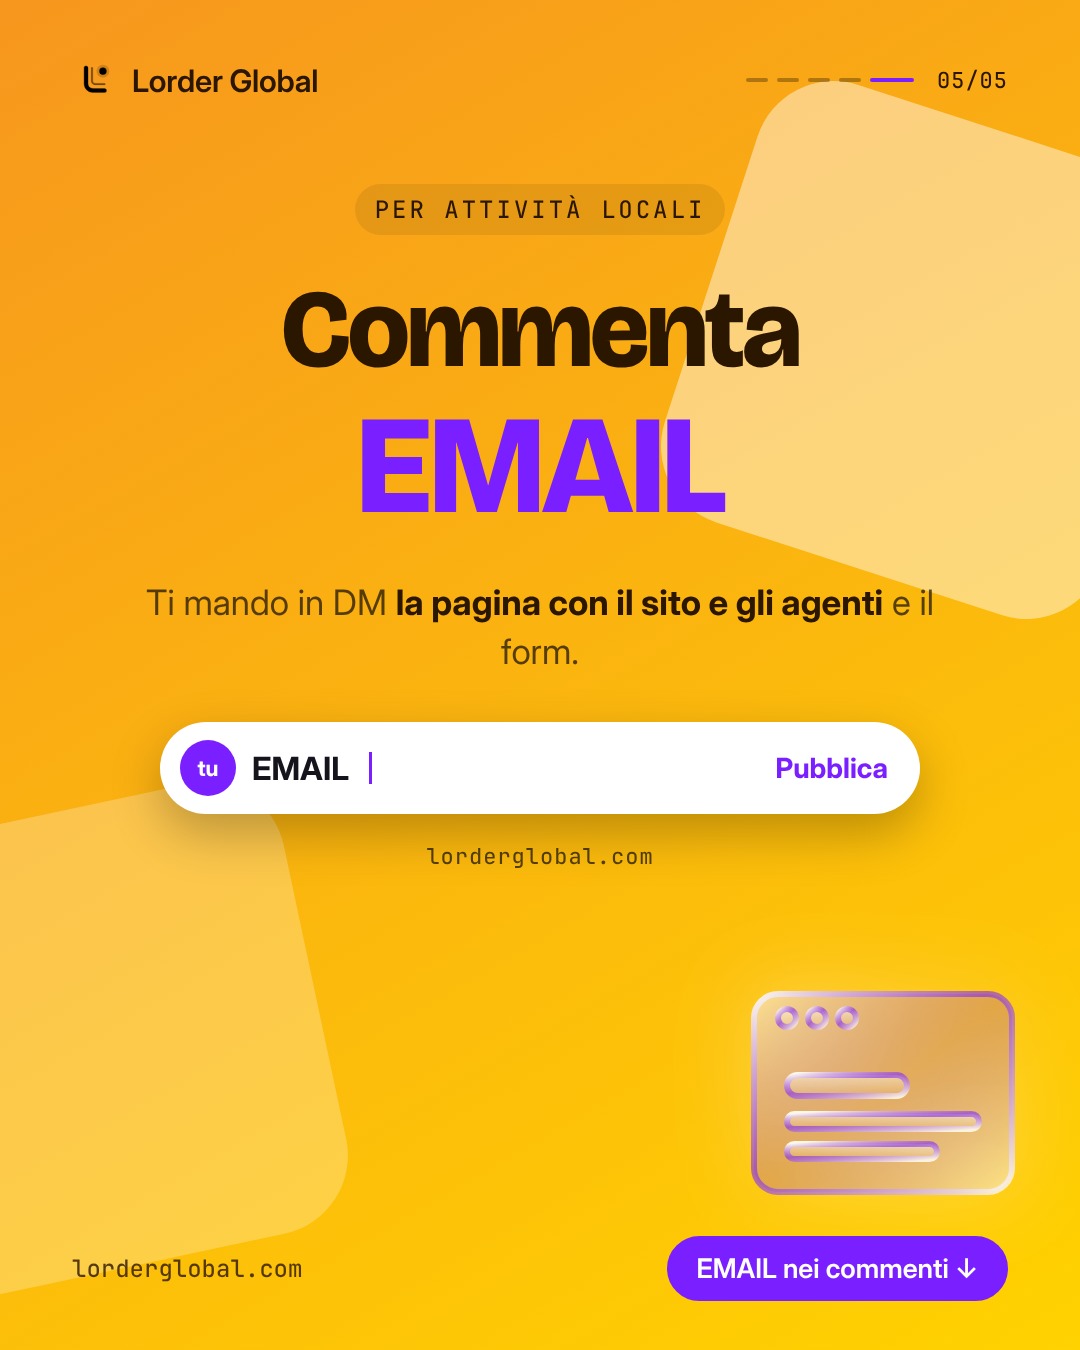 Lorder Global
05/05
PER ATTIVITÀ LOCALI
Commenta
EMAIL
Ti mando in DM la pagina con il sito e gli agenti e il
form.
tu EMAIL Pubblica
lorderglobal.com
lorderglobal.com
EMAIL nei commenti ↓